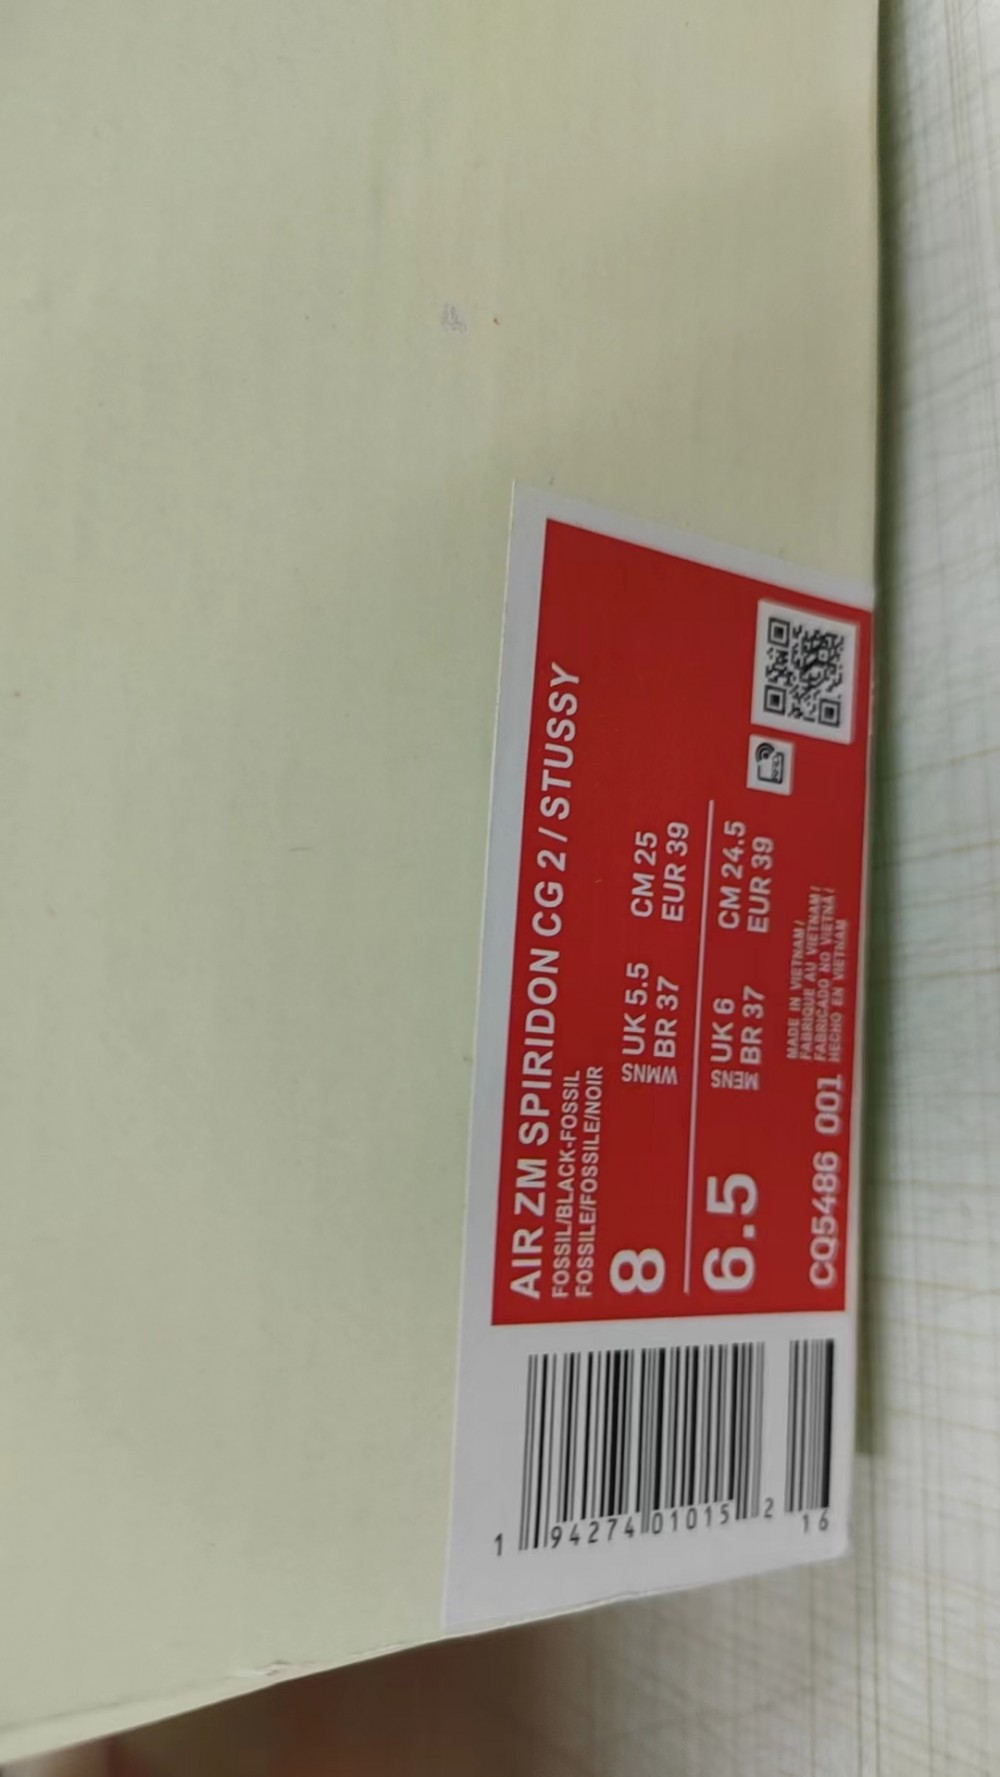 AIR ZM SPIRIDON CG 2 / STUSSY
FOSSIL/BLACK-FOSSIL
FOSSILE/FOSSILE/NOIR
8
WMNS
UK 5.5 CM 25
BR 37 EUR 39
6.5
MENS
UK 6 CM 24.5
BR 37 EUR 39
CQ5486 001
MADE IN VIETNAM/
FABRIQUE AU VIETNAM/
FABRICADO NO VIETNÃ/
HECHO EN VIETNAM
1 94274 01015 2
16